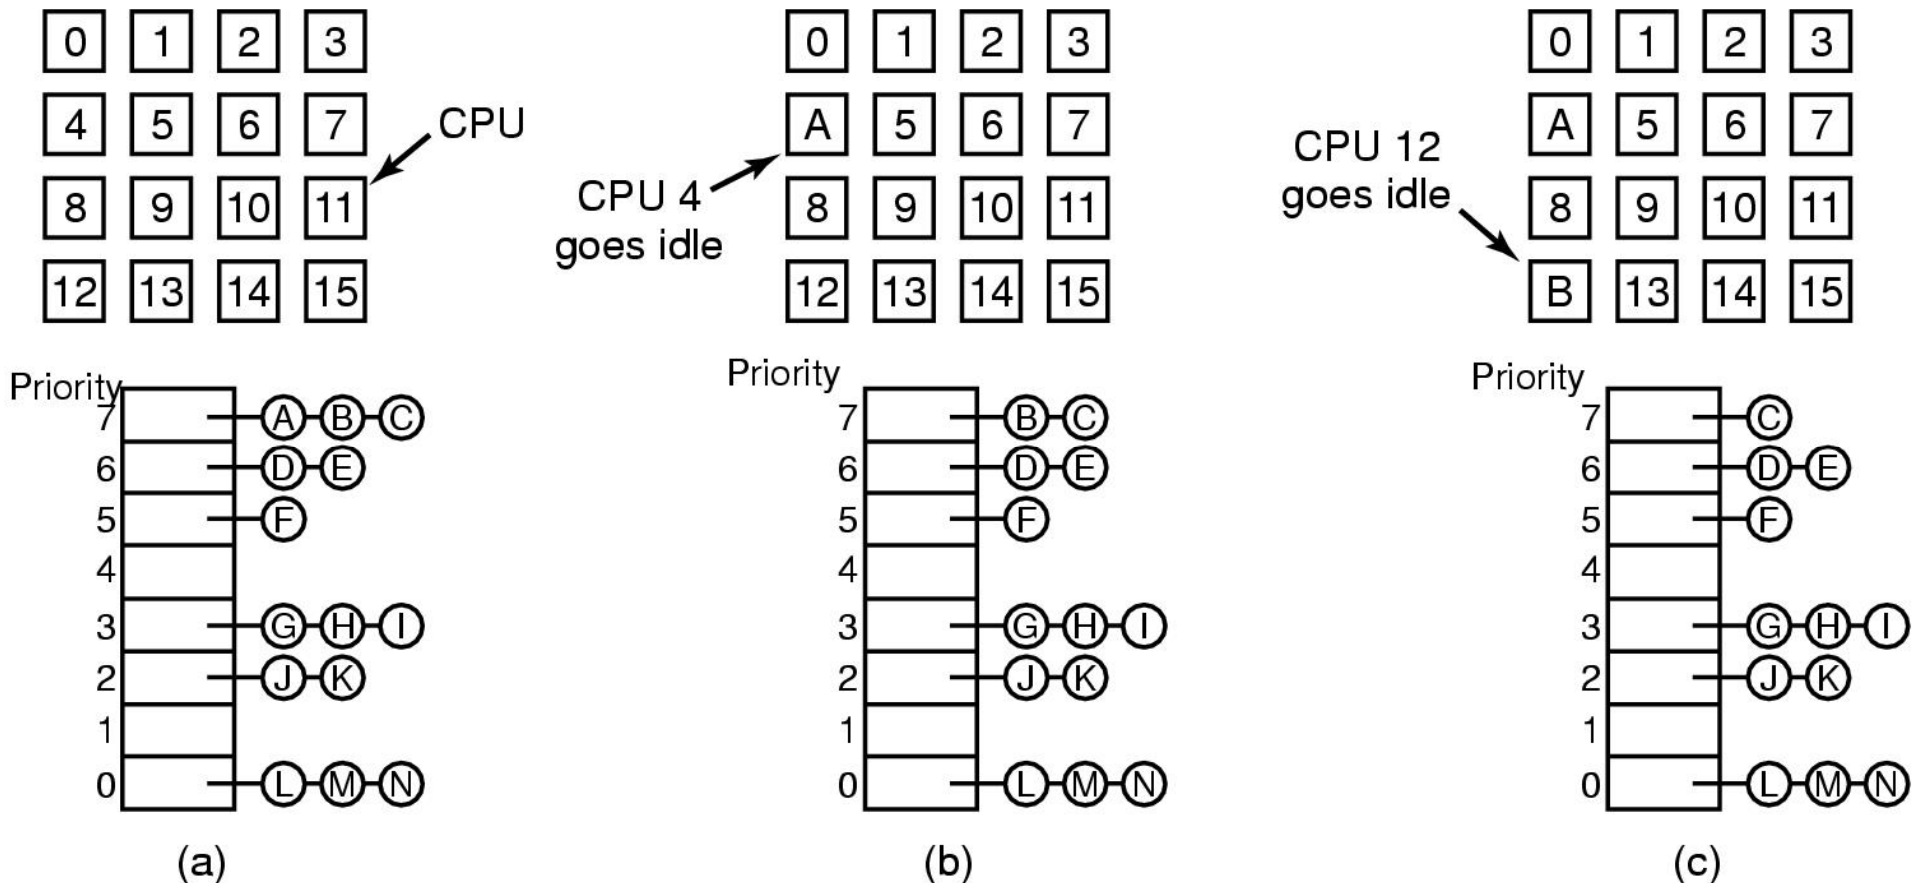 0 1 2 3
4 5 6 7
CPU
8 9 10 11
12 13 14 15
Priority
7 A B C
6 D E
5 F
4
3 G H I
2 J K
1
0 L M N
(a)
0 1 2 3
A 5 6 7
CPU 4
goes idle
8 9 10 11
12 13 14 15
Priority
7 B C
6 D E
5 F
4
3 G H I
2 J K
1
0 L M N
(b)
0 1 2 3
A 5 6 7
CPU 12
goes idle
8 9 10 11
B 13 14 15
Priority
7 C
6 D E
5 F
4
3 G H I
2 J K
1
0 L M N
(c)